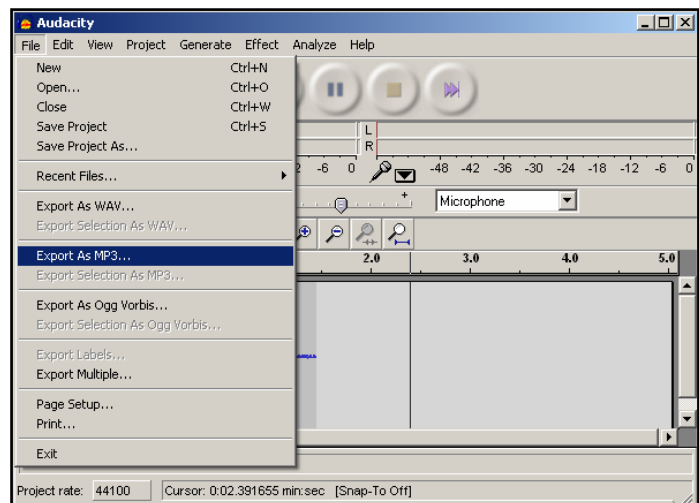 Audacity
File Edit View Project Generate Effect Analyze Help
New Ctrl+N
Open... Ctrl+O
Close Ctrl+W
Save Project Ctrl+S
Save Project As...
Recent Files...
Export As WAV...
Export Selection As WAV...
Export As MP3...
Export Selection As MP3...
Export As Ogg Vorbis...
Export Selection As Ogg Vorbis...
Export Labels...
Export Multiple...
Page Setup...
Print...
Exit
L
R
-6 0 -48 -42 -36 -30 -24 -18 -12 -6 0
- +
Microphone
2.0 3.0 4.0 5.0
Project rate: 44100 Cursor: 0:02.391655 min:sec [Snap-To Off]